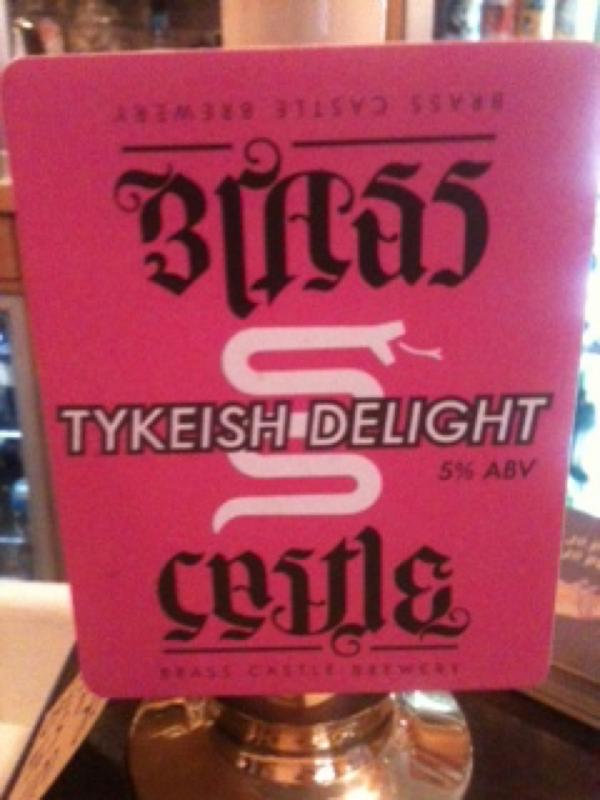 BRASS CASTLE BREWERY
Brass
TYKEISH DELIGHT
5% ABV
Castle
BRASS CASTLE BREWERY